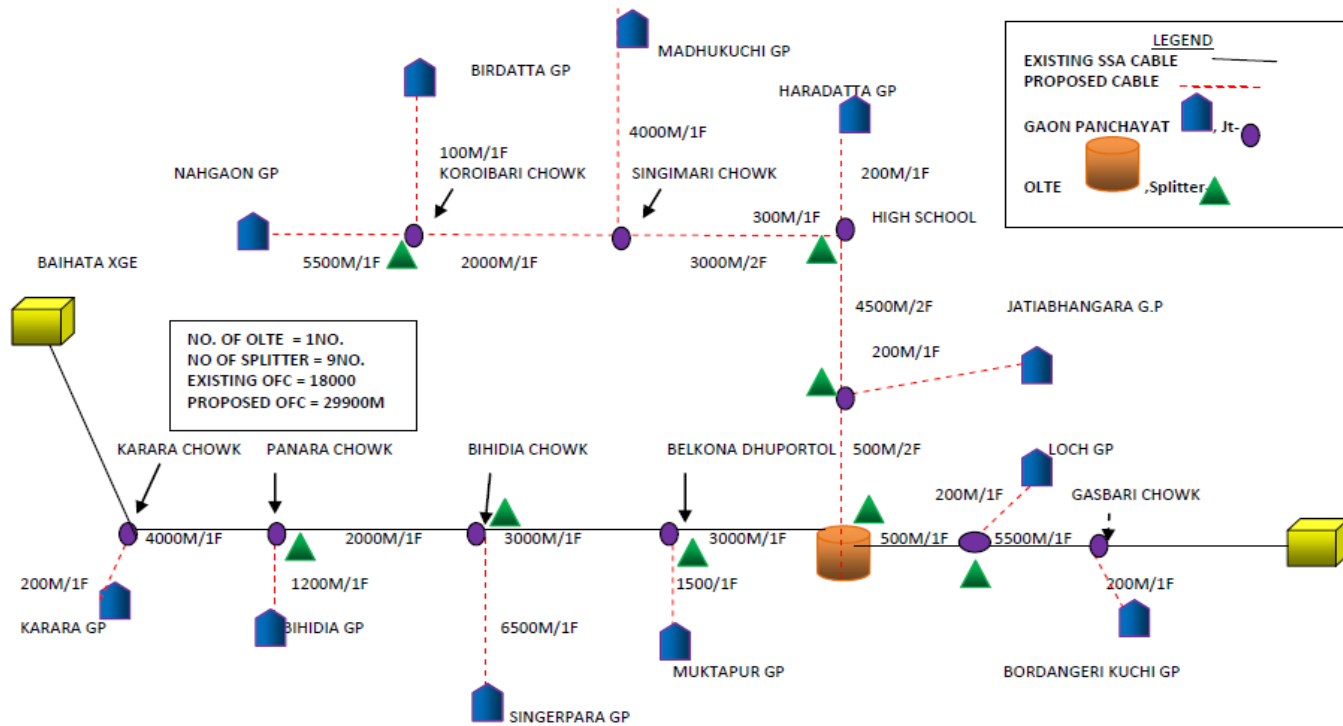 LEGEND
EXISTING SSA CABLE
PROPOSED CABLE
GAON PANCHAYAT , Jt-
OLTE ,Splitter-
MADHUKUCHI GP
BIRDATTA GP
HARADATTA GP
4000M/1F
100M/1F
NAHGAON GP
KOROIBARI CHOWK
SINGIMARI CHOWK
200M/1F
300M/1F
HIGH SCHOOL
5500M/1F
2000M/1F
3000M/2F
BAIHATA XGE
4500M/2F
JATIABHANGARA G.P
200M/1F
NO. OF OLTE = 1NO.
NO OF SPLITTER = 9NO.
EXISTING OFC = 18000
PROPOSED OFC = 29900M
KARARA CHOWK
PANARA CHOWK
BIHIDIA CHOWK
BELKONA DHUPORTOL
500M/2F
LOCH GP
200M/1F
GASBARI CHOWK
4000M/1F
2000M/1F
3000M/1F
3000M/1F
500M/1F
5500M/1F
200M/1F
1200M/1F
1500/1F
200M/1F
KARARA GP
BIHIDIA GP
6500M/1F
MUKTAPUR GP
BORDANGERI KUCHI GP
SINGERPARA GP